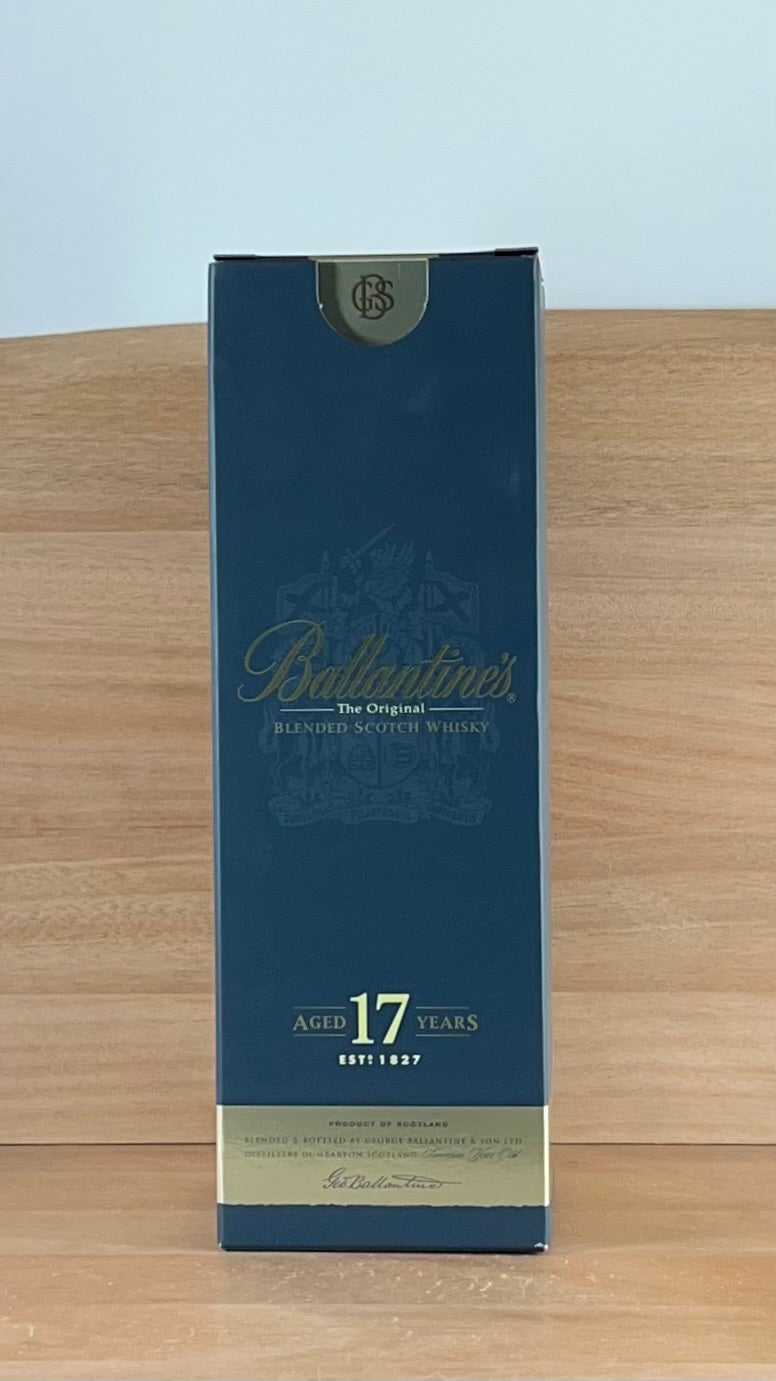 GBS
Ballantine's®
The Original
BLENDED SCOTCH WHISKY
AGED 17 YEARS
ESTD 1827
PRODUCT OF SCOTLAND
BLENDED & BOTTLED BY GEORGE BALLANTINE & SON LTD
DISTILLERS DUMBARTON SCOTLAND Seventeen Years Old
Geo Ballantine